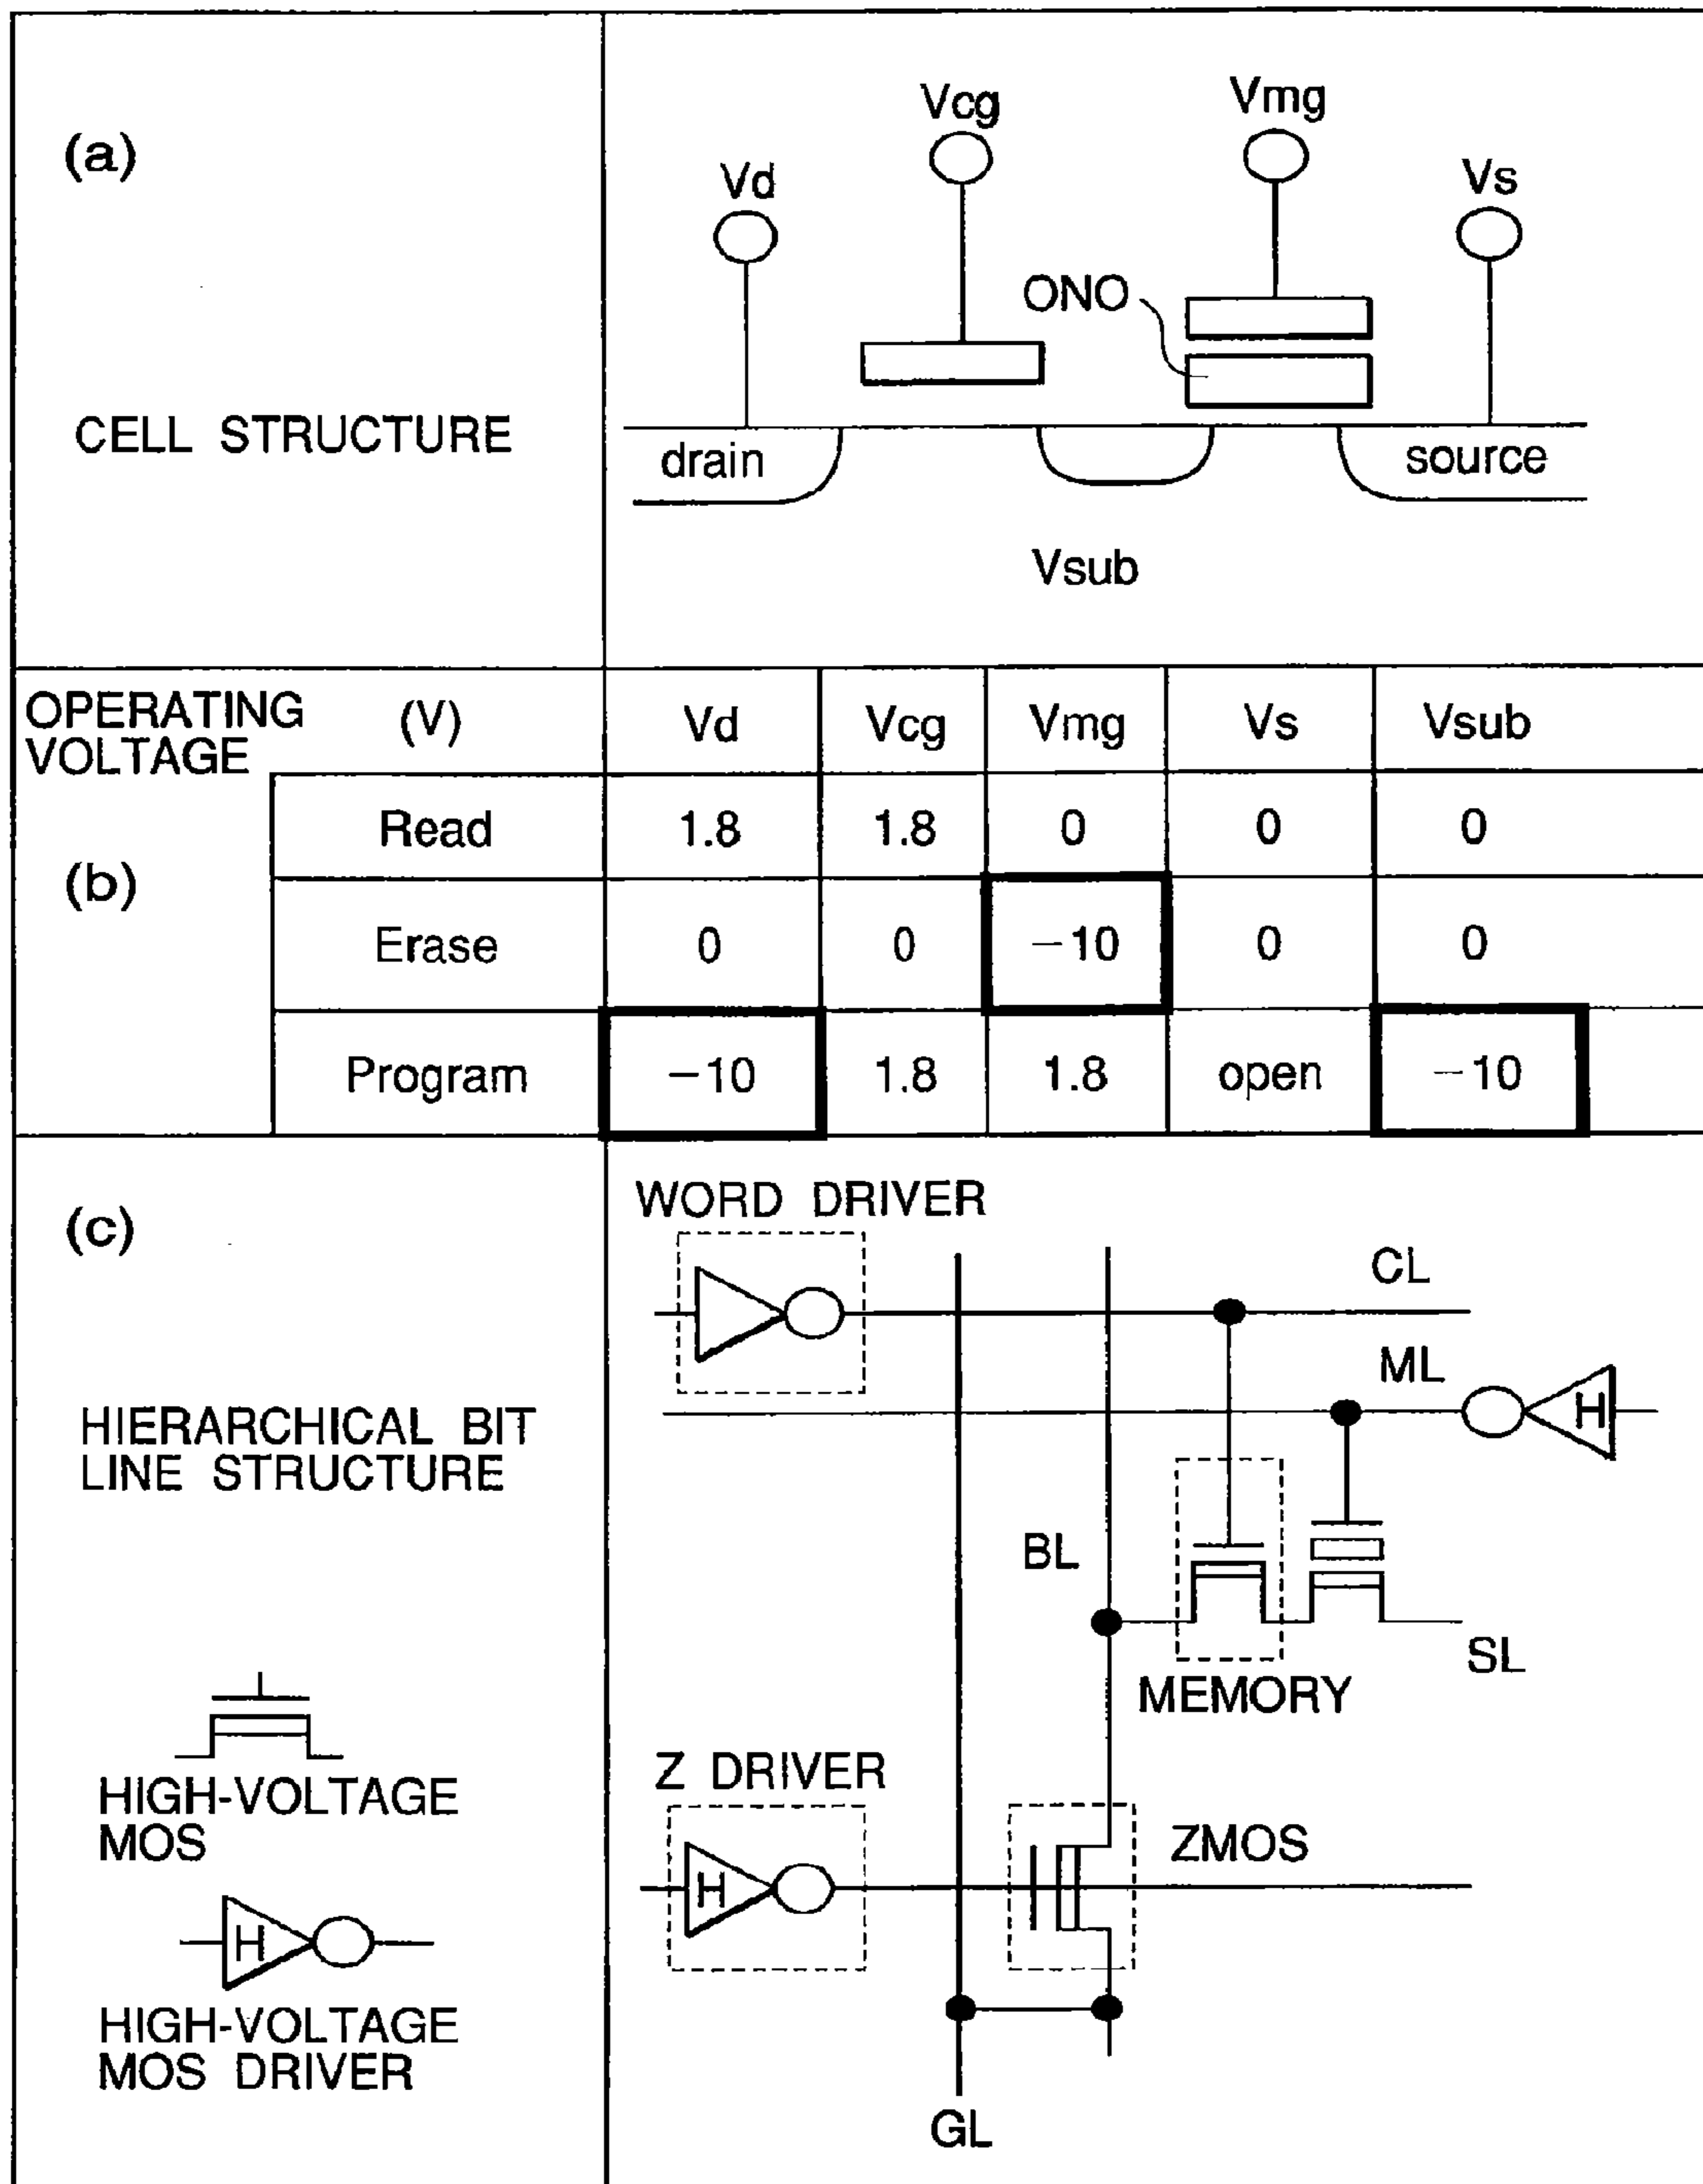 (a)
CELL STRUCTURE
Vd
Vcg
Vmg
Vs
ONO
drain
source
Vsub
OPERATING
VOLTAGE
(V) Vd Vcg Vmg Vs Vsub
(b)
Read 1.8 1.8 0 0 0
Erase 0 0 −10 0 0
Program −10 1.8 1.8 open −10
(c)
HIERARCHICAL BIT
LINE STRUCTURE
HIGH-VOLTAGE
MOS
H
HIGH-VOLTAGE
MOS DRIVER
WORD DRIVER
CL
ML
H
BL
SL
MEMORY
Z DRIVER
H
ZMOS
GL